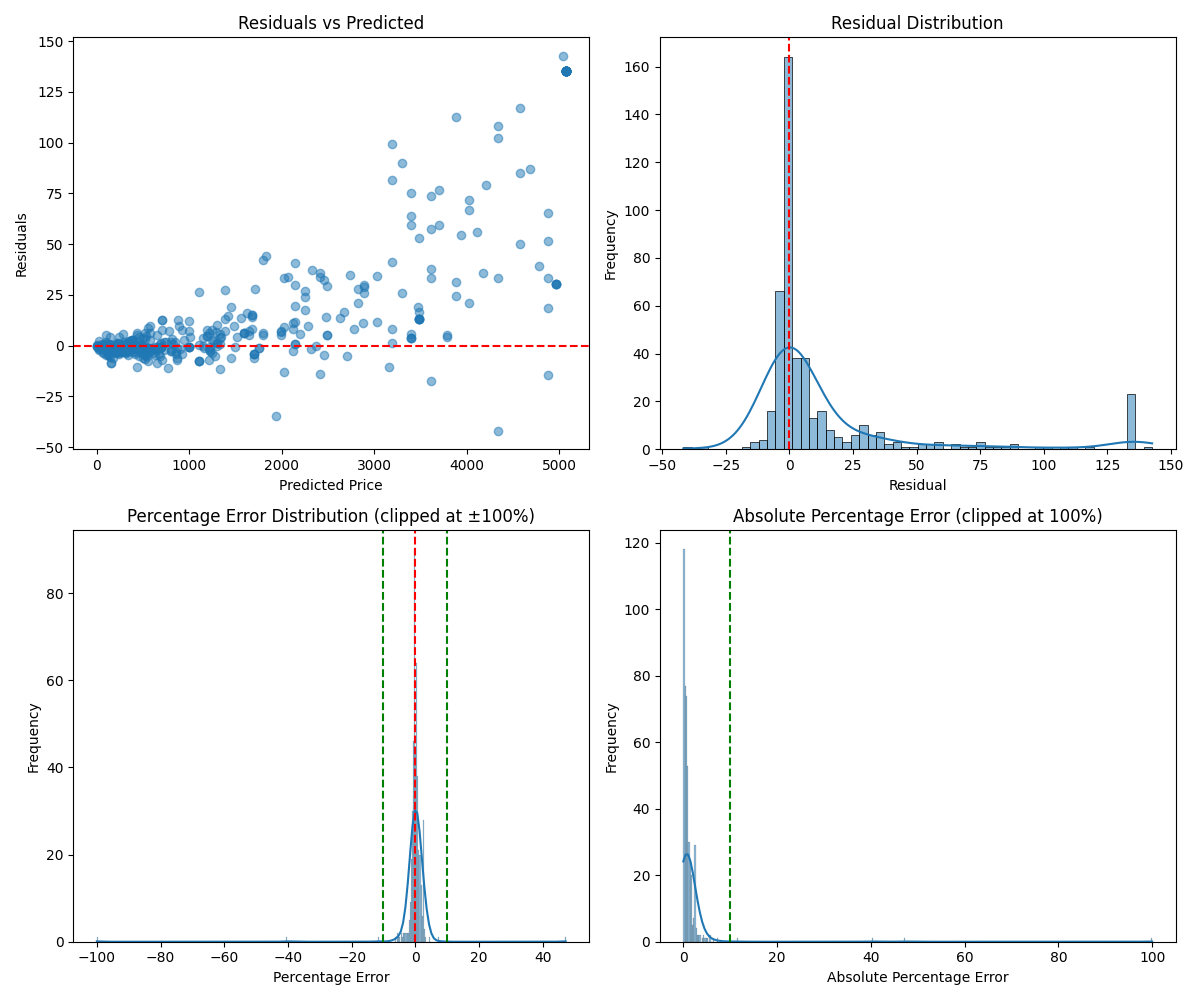 Residuals vs Predicted
150
125
100
75
50
25
0
−25
−50
Residuals
0 1000 2000 3000 4000 5000
Predicted Price
Residual Distribution
160
140
120
100
80
60
40
20
0
Frequency
−50 −25 0 25 50 75 100 125 150
Residual
Percentage Error Distribution (clipped at ±100%)
80
60
40
20
0
Frequency
−100 −80 −60 −40 −20 0 20 40
Percentage Error
Absolute Percentage Error (clipped at 100%)
120
100
80
60
40
20
0
Frequency
0 20 40 60 80 100
Absolute Percentage Error